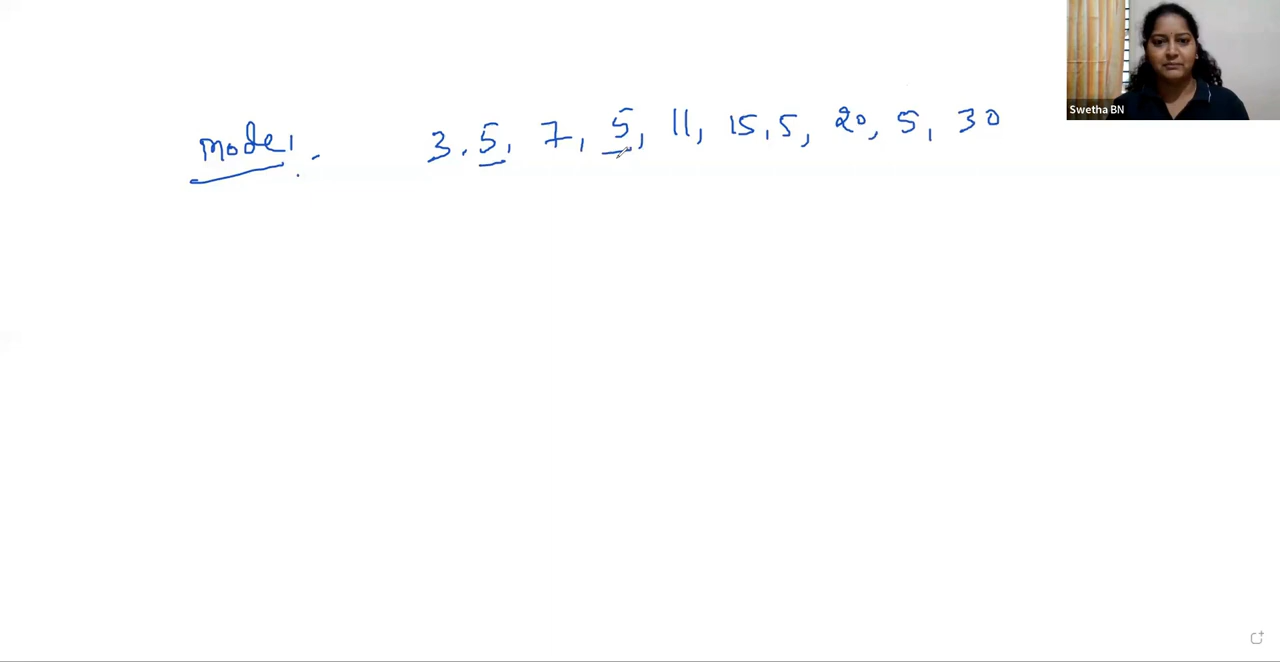 Swetha BN
mode: 3, 5, 7, 5, 11, 15, 5, 20, 5, 30